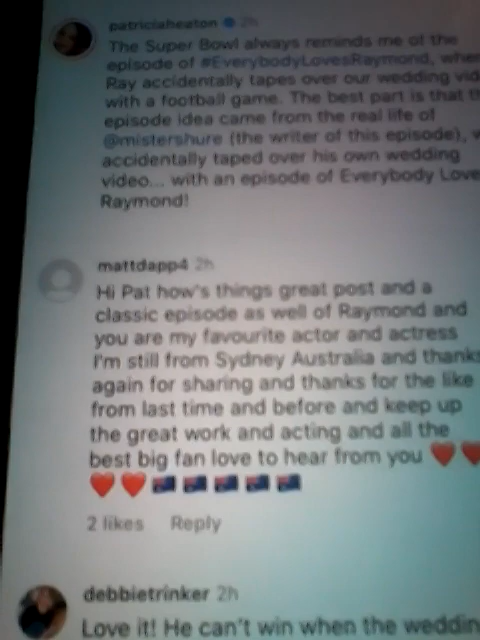 patriciaheaton 2h
The Super Bowl always reminds me of the
episode of #EverybodyLovesRaymond, when
Ray accidentally tapes over our wedding
with a football game. The best part is that
episode idea came from the real life of
@mistershure (the writer of this episode),
accidentally taped over his own wedding
video... with an episode of Everybody
Raymond!
mattdapp4 2h
Hi Pat how's things great post and a
classic episode as well of Raymond and
you are my favourite actor and actress
I'm still from Sydney Australia and thanks
again for sharing and thanks for the like
from last time and before and keep up
the great work and acting and all the
best big fan love to hear from you ❤️❤️
❤️❤️🇦🇺🇦🇺🇦🇺🇦🇺🇦🇺
2 likes Reply
debbietrinker 2h
Love it! He can't win when the